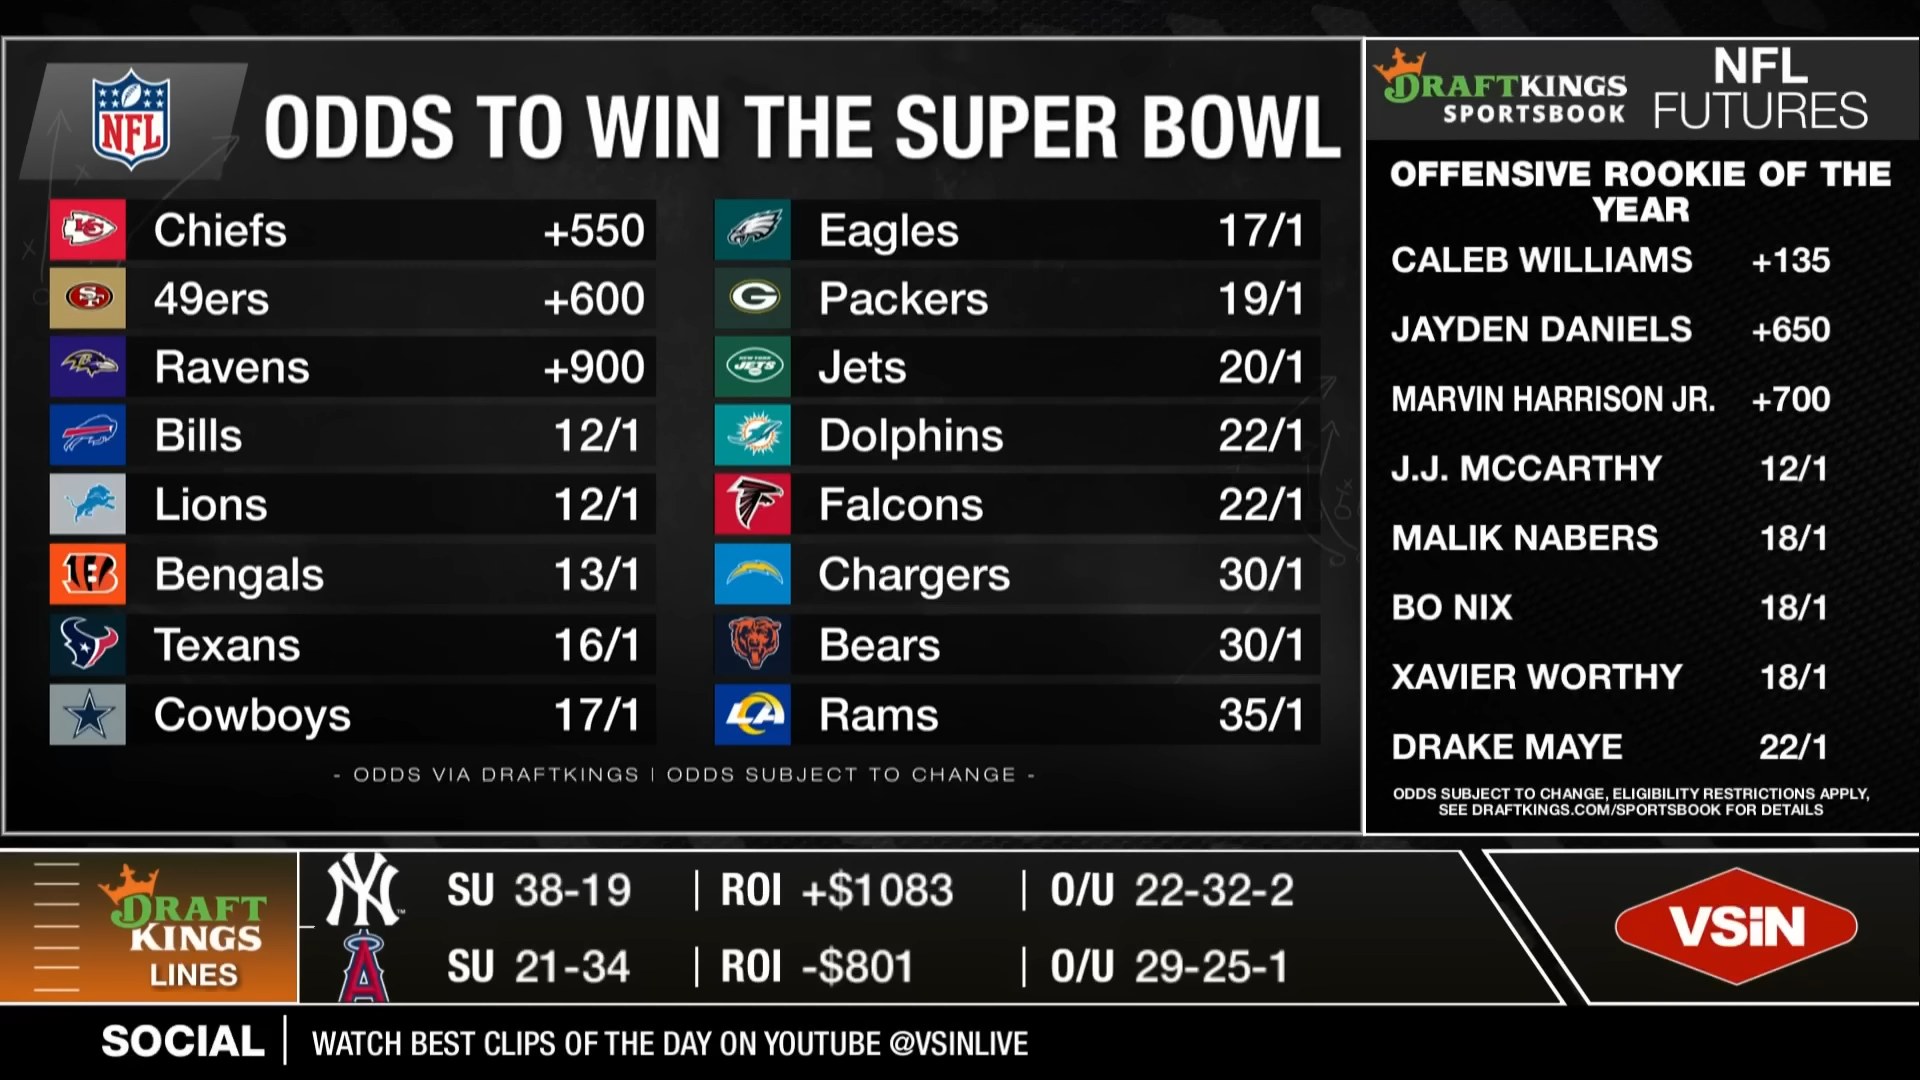 NFL
ODDS TO WIN THE SUPER BOWL
Chiefs +550
49ers +600
Ravens +900
Bills 12/1
Lions 12/1
Bengals 13/1
Texans 16/1
Cowboys 17/1
Eagles 17/1
Packers 19/1
NEW YORK
JETS
Jets 20/1
Dolphins 22/1
Falcons 22/1
Chargers 30/1
Bears 30/1
LA
Rams 35/1
- ODDS VIA DRAFTKINGS | ODDS SUBJECT TO CHANGE -
DRAFTKINGS
SPORTSBOOK
NFL
FUTURES
OFFENSIVE ROOKIE OF THE
YEAR
CALEB WILLIAMS +135
JAYDEN DANIELS +650
MARVIN HARRISON JR. +700
J.J. MCCARTHY 12/1
MALIK NABERS 18/1
BO NIX 18/1
XAVIER WORTHY 18/1
DRAKE MAYE 22/1
ODDS SUBJECT TO CHANGE, ELIGIBILITY RESTRICTIONS APPLY,
SEE DRAFTKINGS.COM/SPORTSBOOK FOR DETAILS
DRAFT
KINGS
LINES
NY SU 38-19 | ROI +$1083 | O/U 22-32-2
A SU 21-34 | ROI -$801 | O/U 29-25-1
VSiN
SOCIAL | WATCH BEST CLIPS OF THE DAY ON YOUTUBE @VSINLIVE